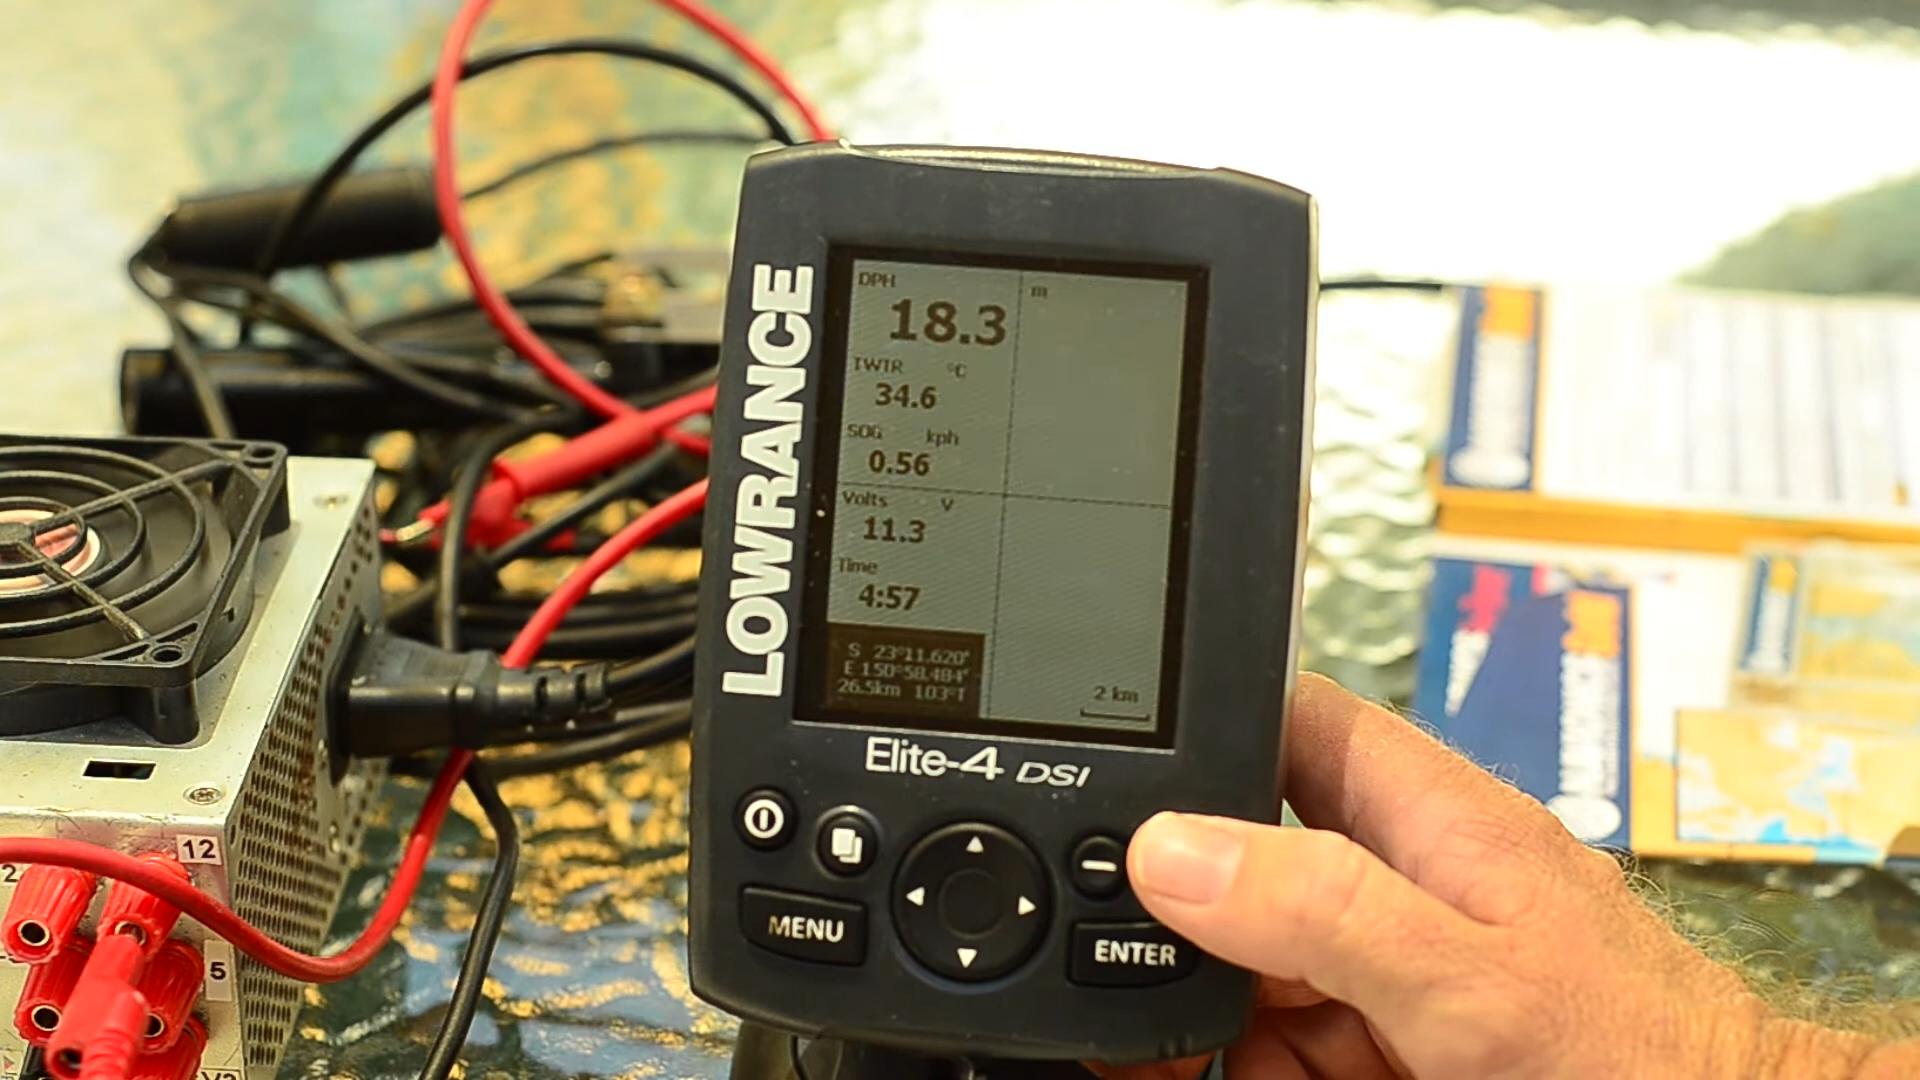 LOWRANCE
DPH
m
18.3
TWTR °C
34.6
SOG kph
0.56
Volts V
11.3
Time
4:57
S 23°11.620'
E 150°58.484'
26.5km 103°T
2 km
Elite-4 DSI
MENU
ENTER
12
2
5